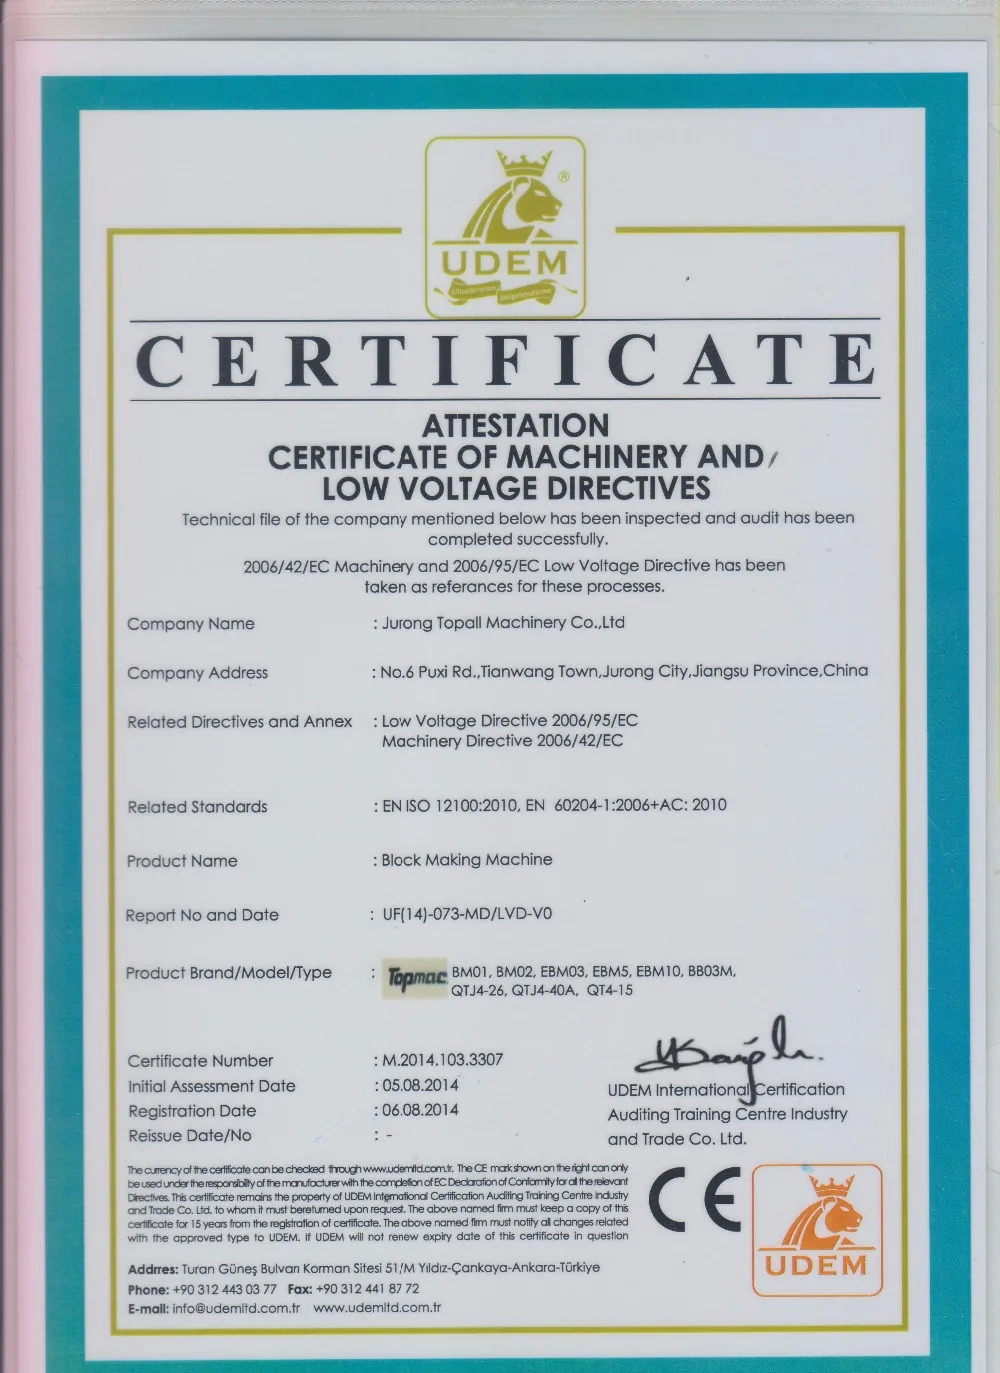 ®
UDEM
CERTIFICATE
ATTESTATION
CERTIFICATE OF MACHINERY AND
LOW VOLTAGE DIRECTIVES
Technical file of the company mentioned below has been inspected and audit has been
completed successfully.
2006/42/EC Machinery and 2006/95/EC Low Voltage Directive has been
taken as referances for these processes.
Company Name : Jurong Topall Machinery Co.,Ltd
Company Address : No.6 Puxi Rd.,Tianwang Town,Jurong City,Jiangsu Province,China
Related Directives and Annex : Low Voltage Directive 2006/95/EC
Machinery Directive 2006/42/EC
Related Standards : EN ISO 12100:2010, EN 60204-1:2006+AC: 2010
Product Name : Block Making Machine
Report No and Date : UF(14)-073-MD/LVD-V0
Product Brand/Model/Type : Topmac BM01, BM02, EBM03, EBM5, EBM10, BB03M,
QTJ4-26, QTJ4-40A, QT4-15
Certificate Number : M.2014.103.3307
Initial Assessment Date : 05.08.2014
Registration Date : 06.08.2014
Reissue Date/No : -
UDEM International Certification
Auditing Training Centre Industry
and Trade Co. Ltd.
The currency of the certificate can be checked through www.udemltd.com.tr. The CE mark shown on the right can only
be used under the responsibility of the manufacturer with the completion of EC Declaration of Conformity for all the relevant
Directives. This certificate remains the property of UDEM International Certification Auditing Training Centre Industry
and Trade Co. Ltd. to whom it must bereturned upon request. The above named firm must keep a copy of this
certificate for 15 years from the registration of certificate. The above named firm must notify all changes related
with the approved type to UDEM. If UDEM will not renew expiry date of this certificate in question
CE
UDEM
Addrres: Turan Güneş Bulvarı Korman Sitesi 51/M Yıldız-Çankaya-Ankara-Türkiye
Phone: +90 312 443 03 77 Fax: +90 312 441 87 72
E-mail: info@udemltd.com.tr www.udemltd.com.tr